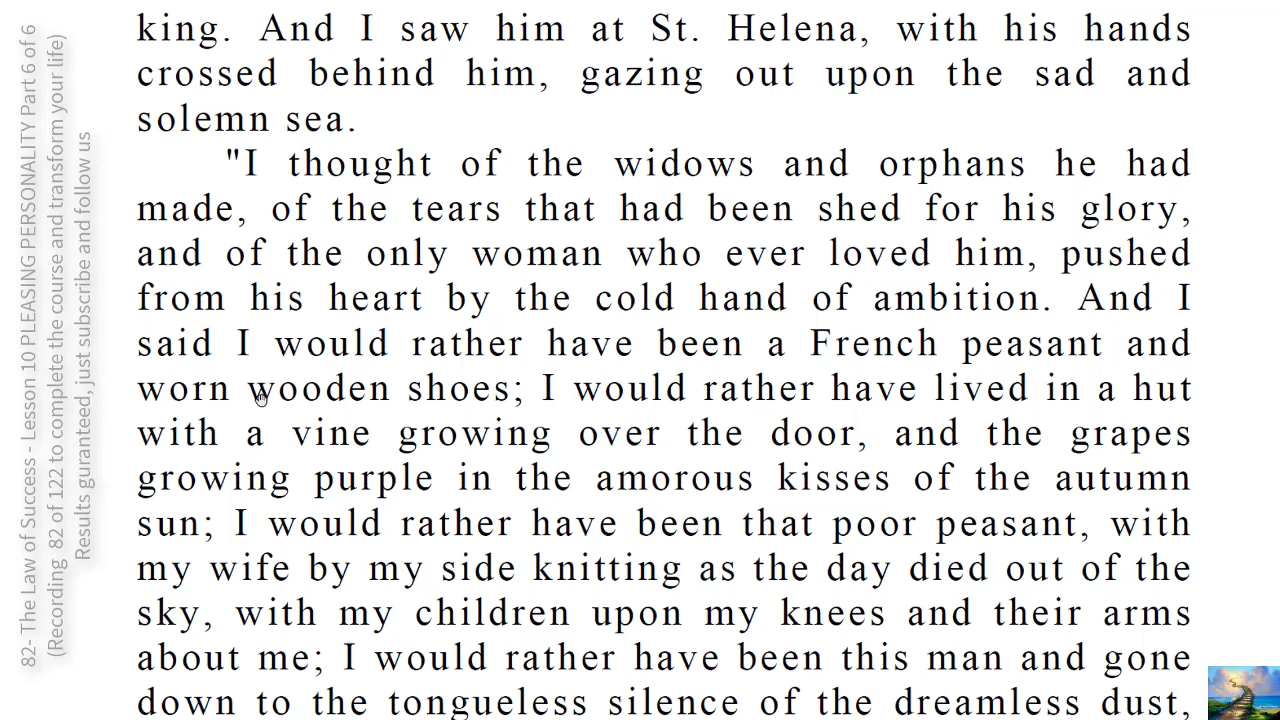 king. And I saw him at St. Helena, with his hands
crossed behind him, gazing out upon the sad and
solemn sea.
"I thought of the widows and orphans he had
made, of the tears that had been shed for his glory,
and of the only woman who ever loved him, pushed
from his heart by the cold hand of ambition. And I
said I would rather have been a French peasant and
worn wooden shoes; I would rather have lived in a hut
with a vine growing over the door, and the grapes
growing purple in the amorous kisses of the autumn
sun; I would rather have been that poor peasant, with
my wife by my side knitting as the day died out of the
sky, with my children upon my knees and their arms
about me; I would rather have been this man and gone
down to the tongueless silence of the dreamless dust,
82- The Law of Success - Lesson 10 PLEASING PERSONALITY Part 6 of 6
(Recording 82 of 122 to complete the course and transform your life)
Results guranteed, just subscribe and follow us